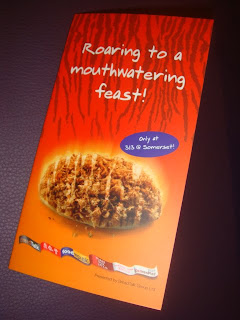 Roaring to a
mouthwatering
feast!
Only at
313 @ Somerset!